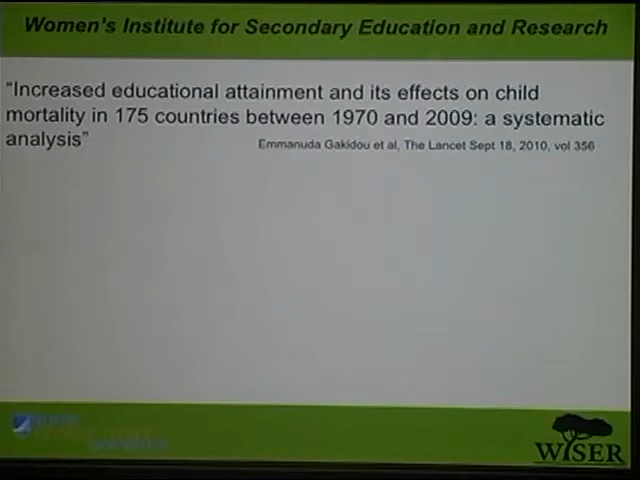 Women's Institute for Secondary Education and Research
“Increased educational attainment and its effects on child
mortality in 175 countries between 1970 and 2009: a systematic
analysis”
Emmanuda Gakidou et al, The Lancet Sept 18, 2010, vol 356
WISER